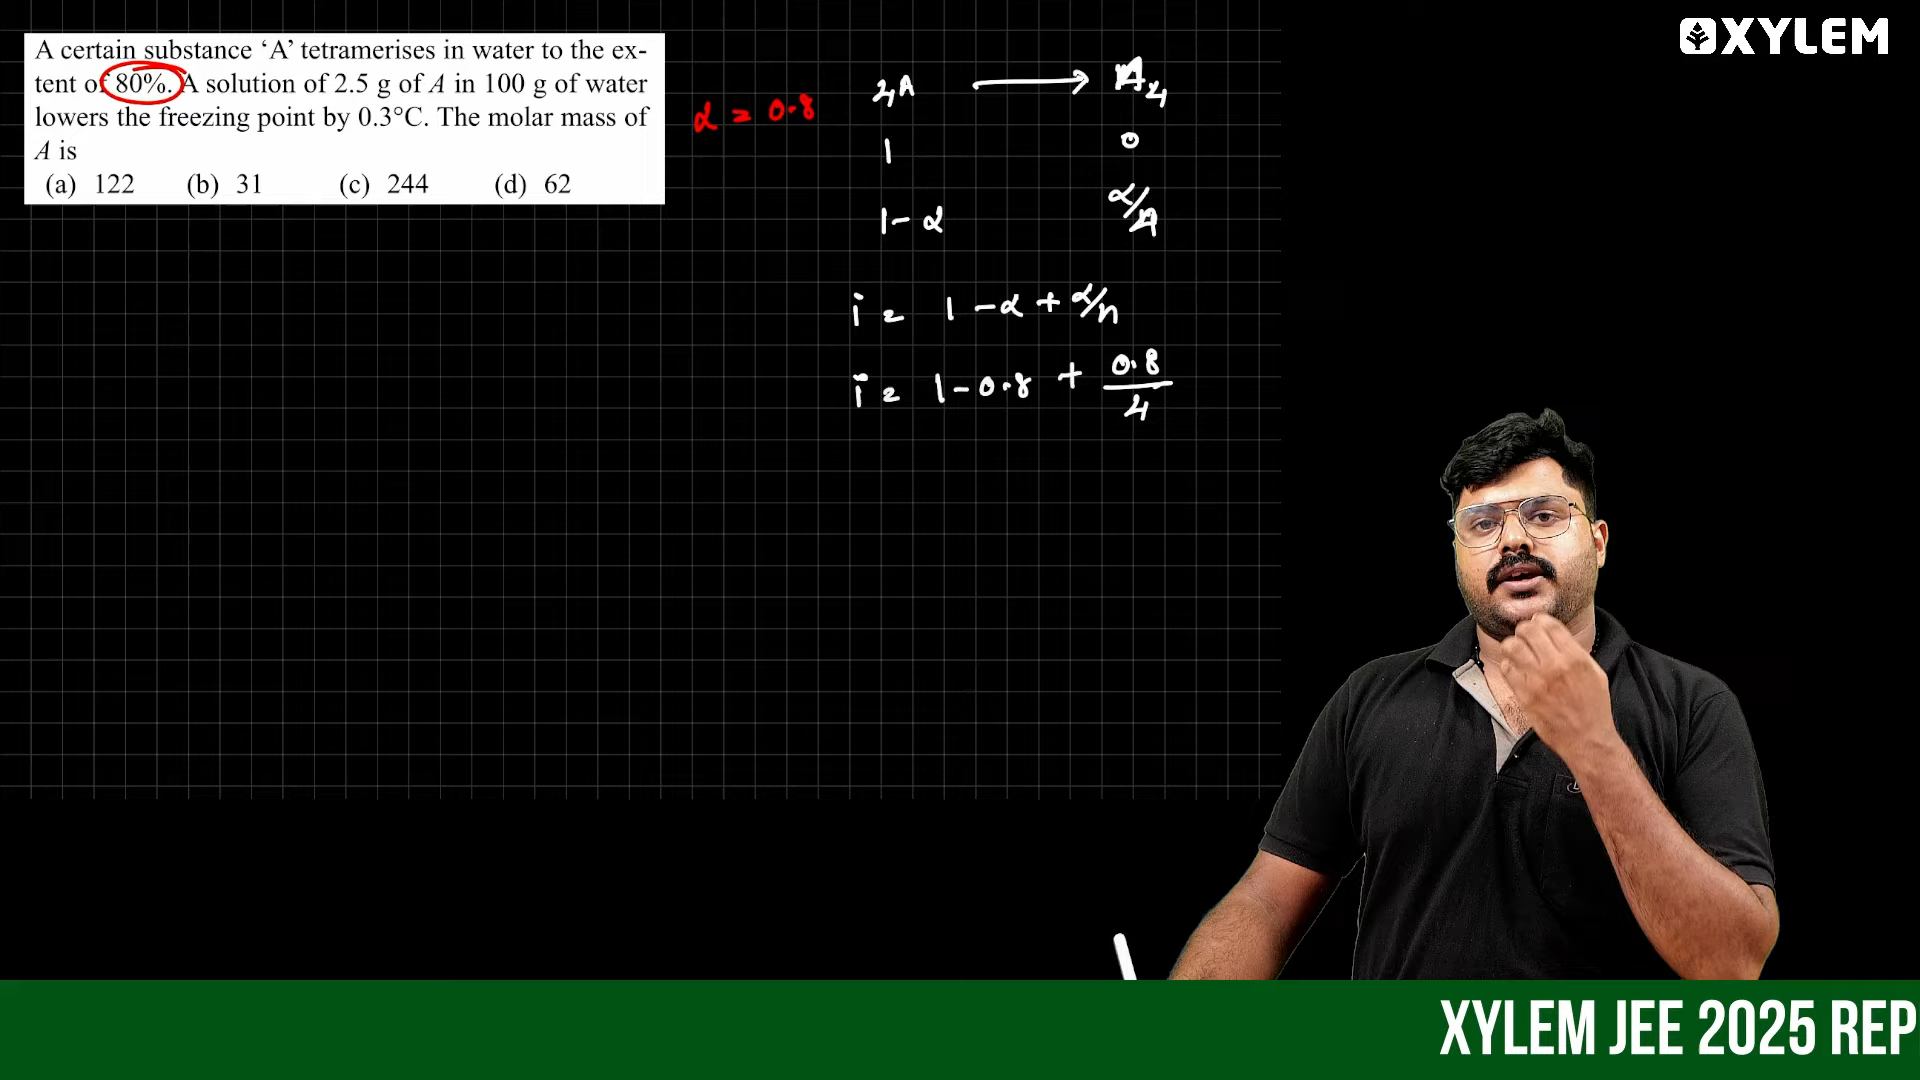 XYLEM
A certain substance ‘A’ tetramerises in water to the ex-
tent of 80%. A solution of 2.5 g of A in 100 g of water
lowers the freezing point by 0.3°C. The molar mass of
A is
(a) 122 (b) 31 (c) 244 (d) 62
α = 0.8
4A ⟶ A₄
1 0
1-α α/4
i = 1-α+α/n
i = 1-0.8 + 0.8/4
XYLEM JEE 2025 REP